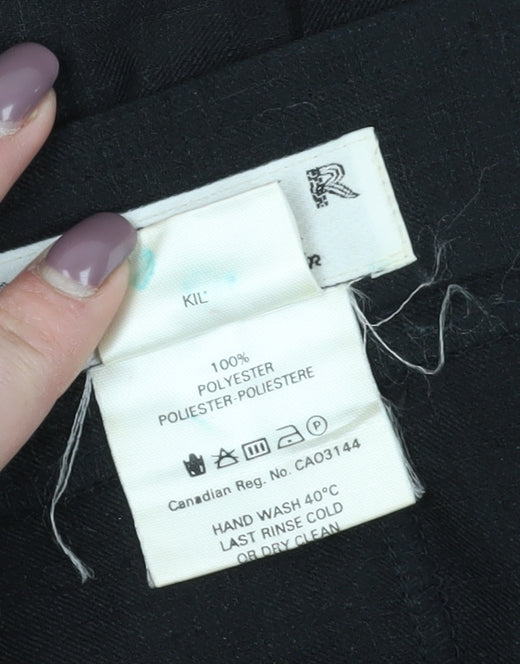 KIL
100%
POLYESTER
POLIESTER-POLIESTERE
P
Canadian Reg. No. CA03144
HAND WASH 40°C
LAST RINSE COLD
OR DRY CLEAN